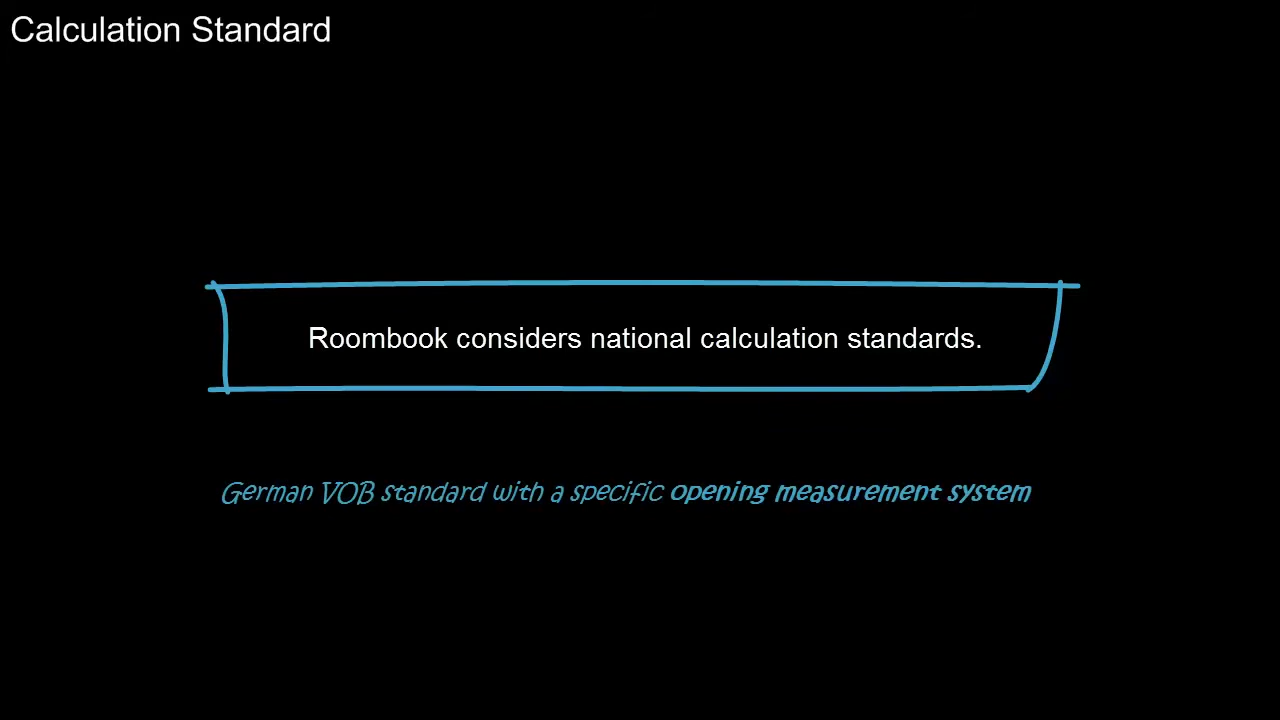 Calculation Standard
Roombook considers national calculation standards.
German VOB standard with a specific opening measurement system